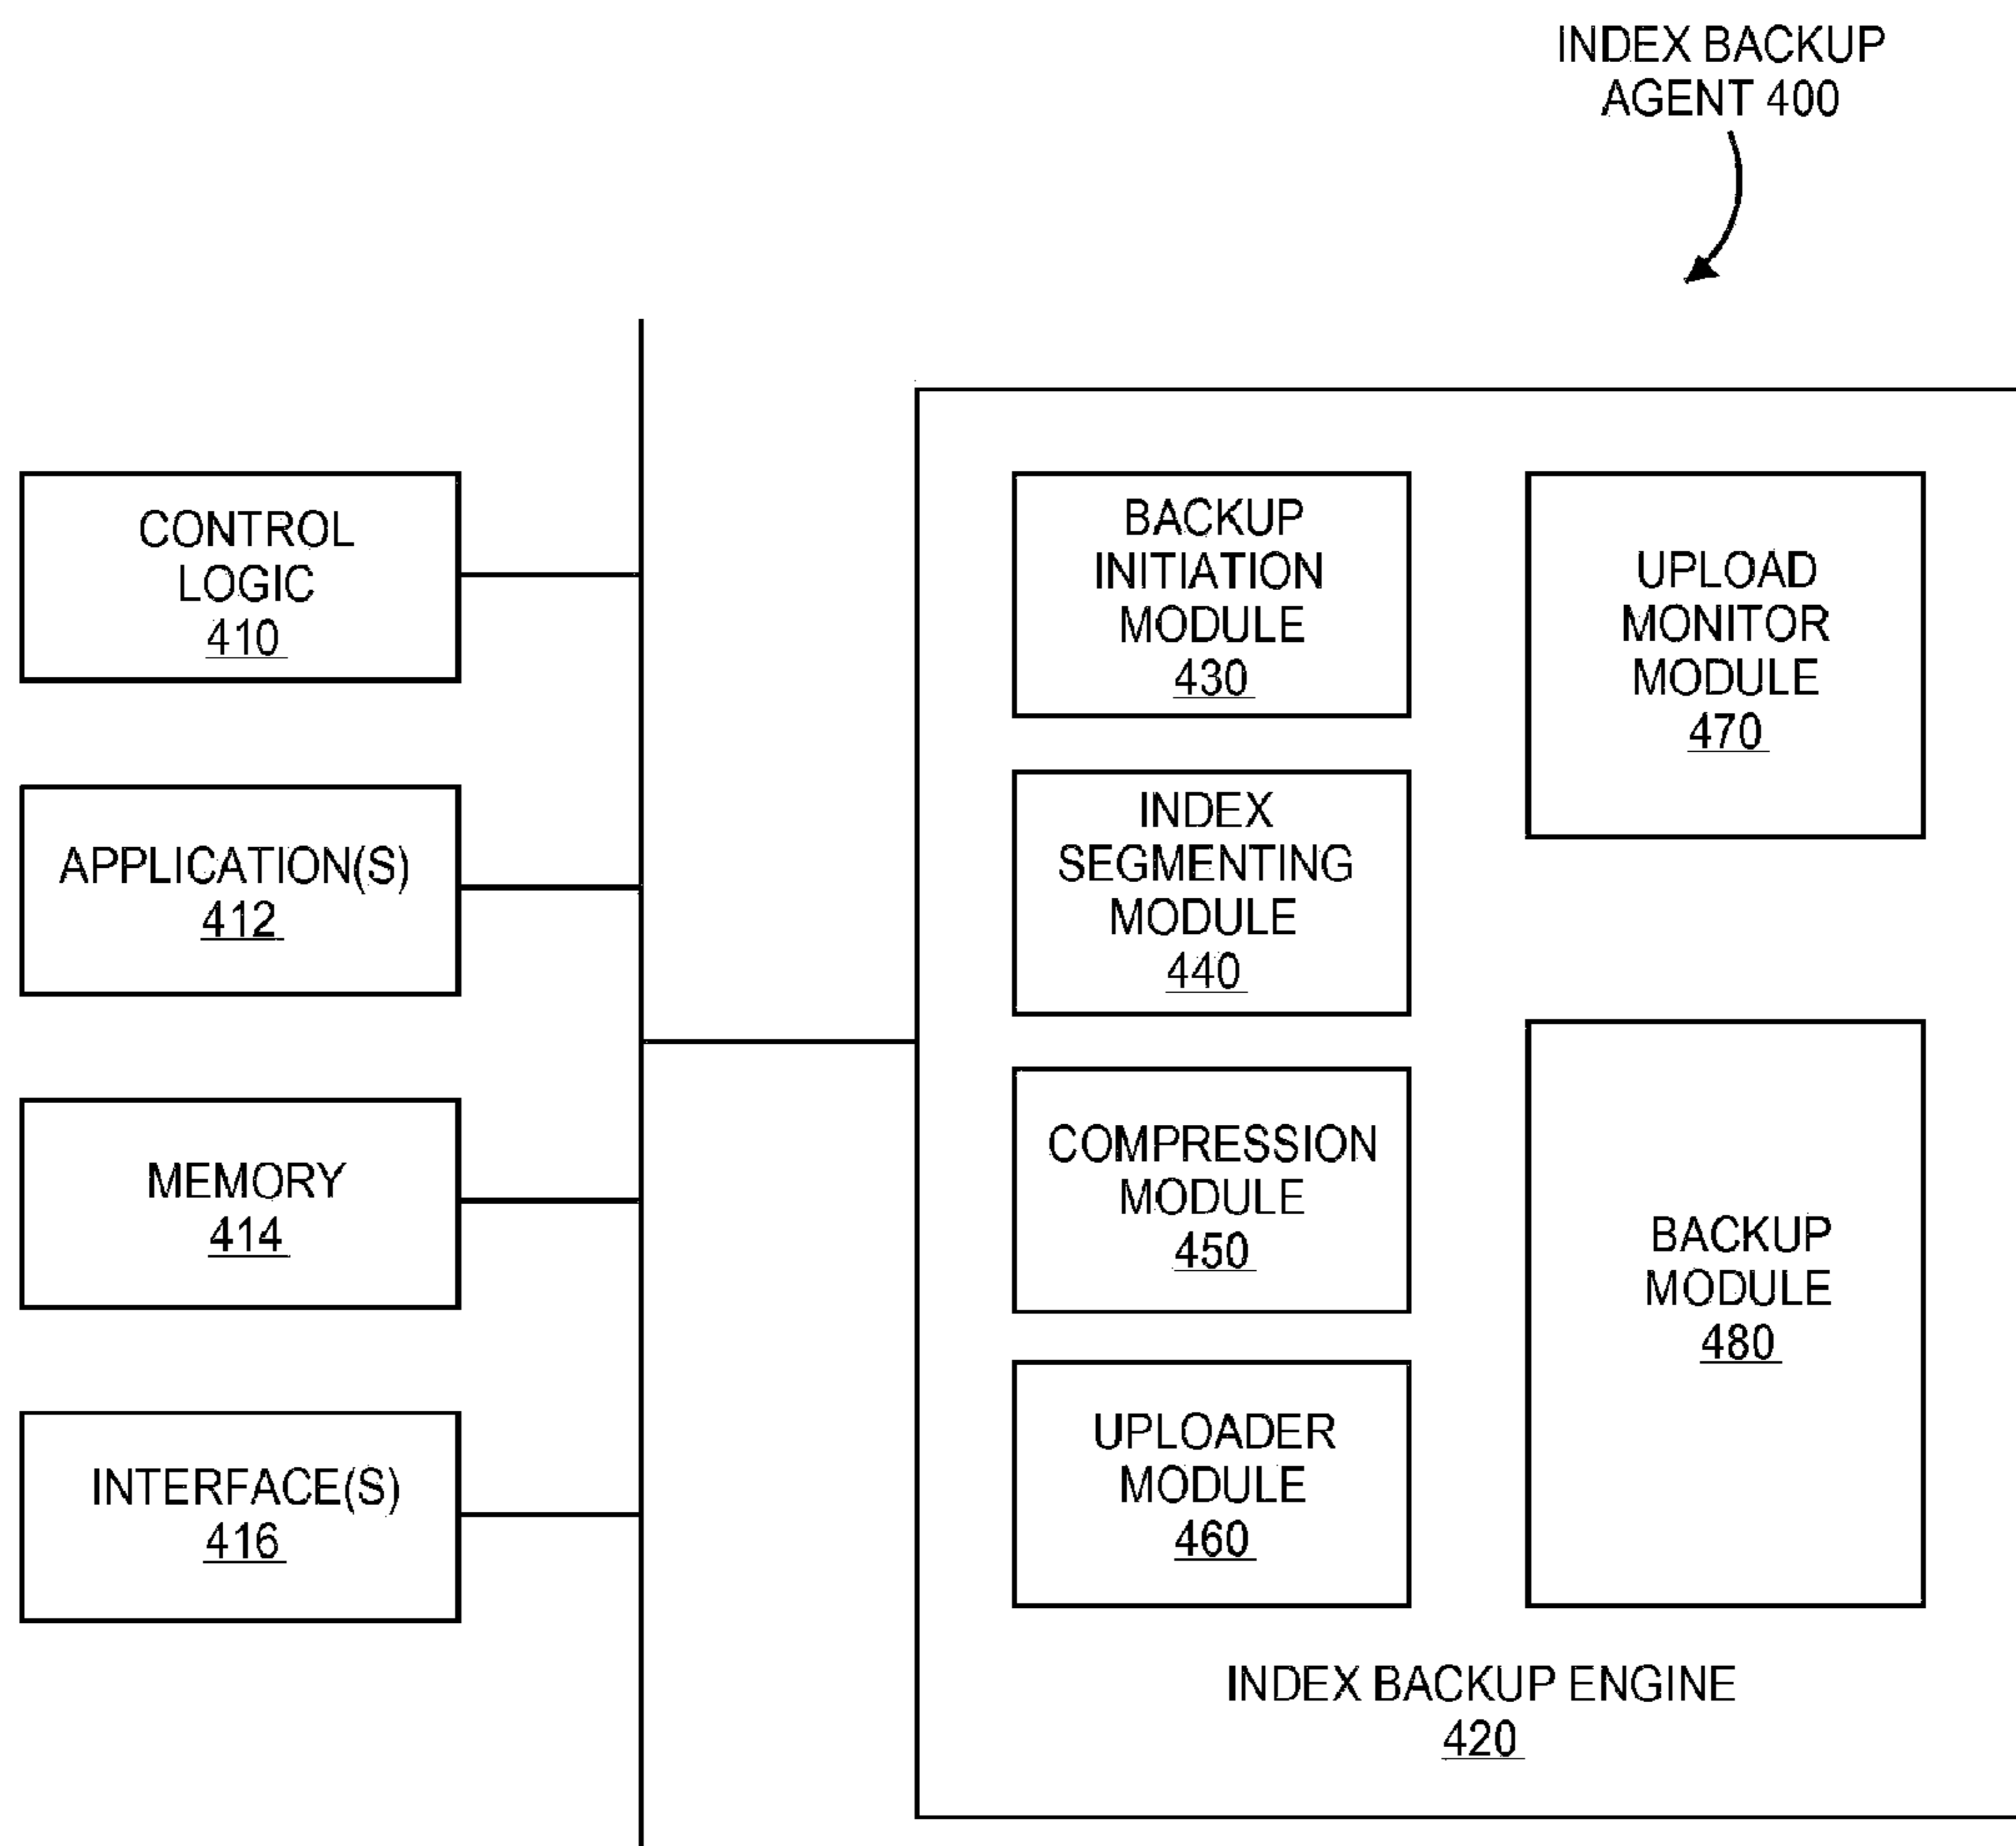 INDEX BACKUP
AGENT 400
CONTROL
LOGIC
410
APPLICATION(S)
412
MEMORY
414
INTERFACE(S)
416
BACKUP
INITIATION
MODULE
430
INDEX
SEGMENTING
MODULE
440
COMPRESSION
MODULE
450
UPLOADER
MODULE
460
UPLOAD
MONITOR
MODULE
470
BACKUP
MODULE
480
INDEX BACKUP ENGINE
420